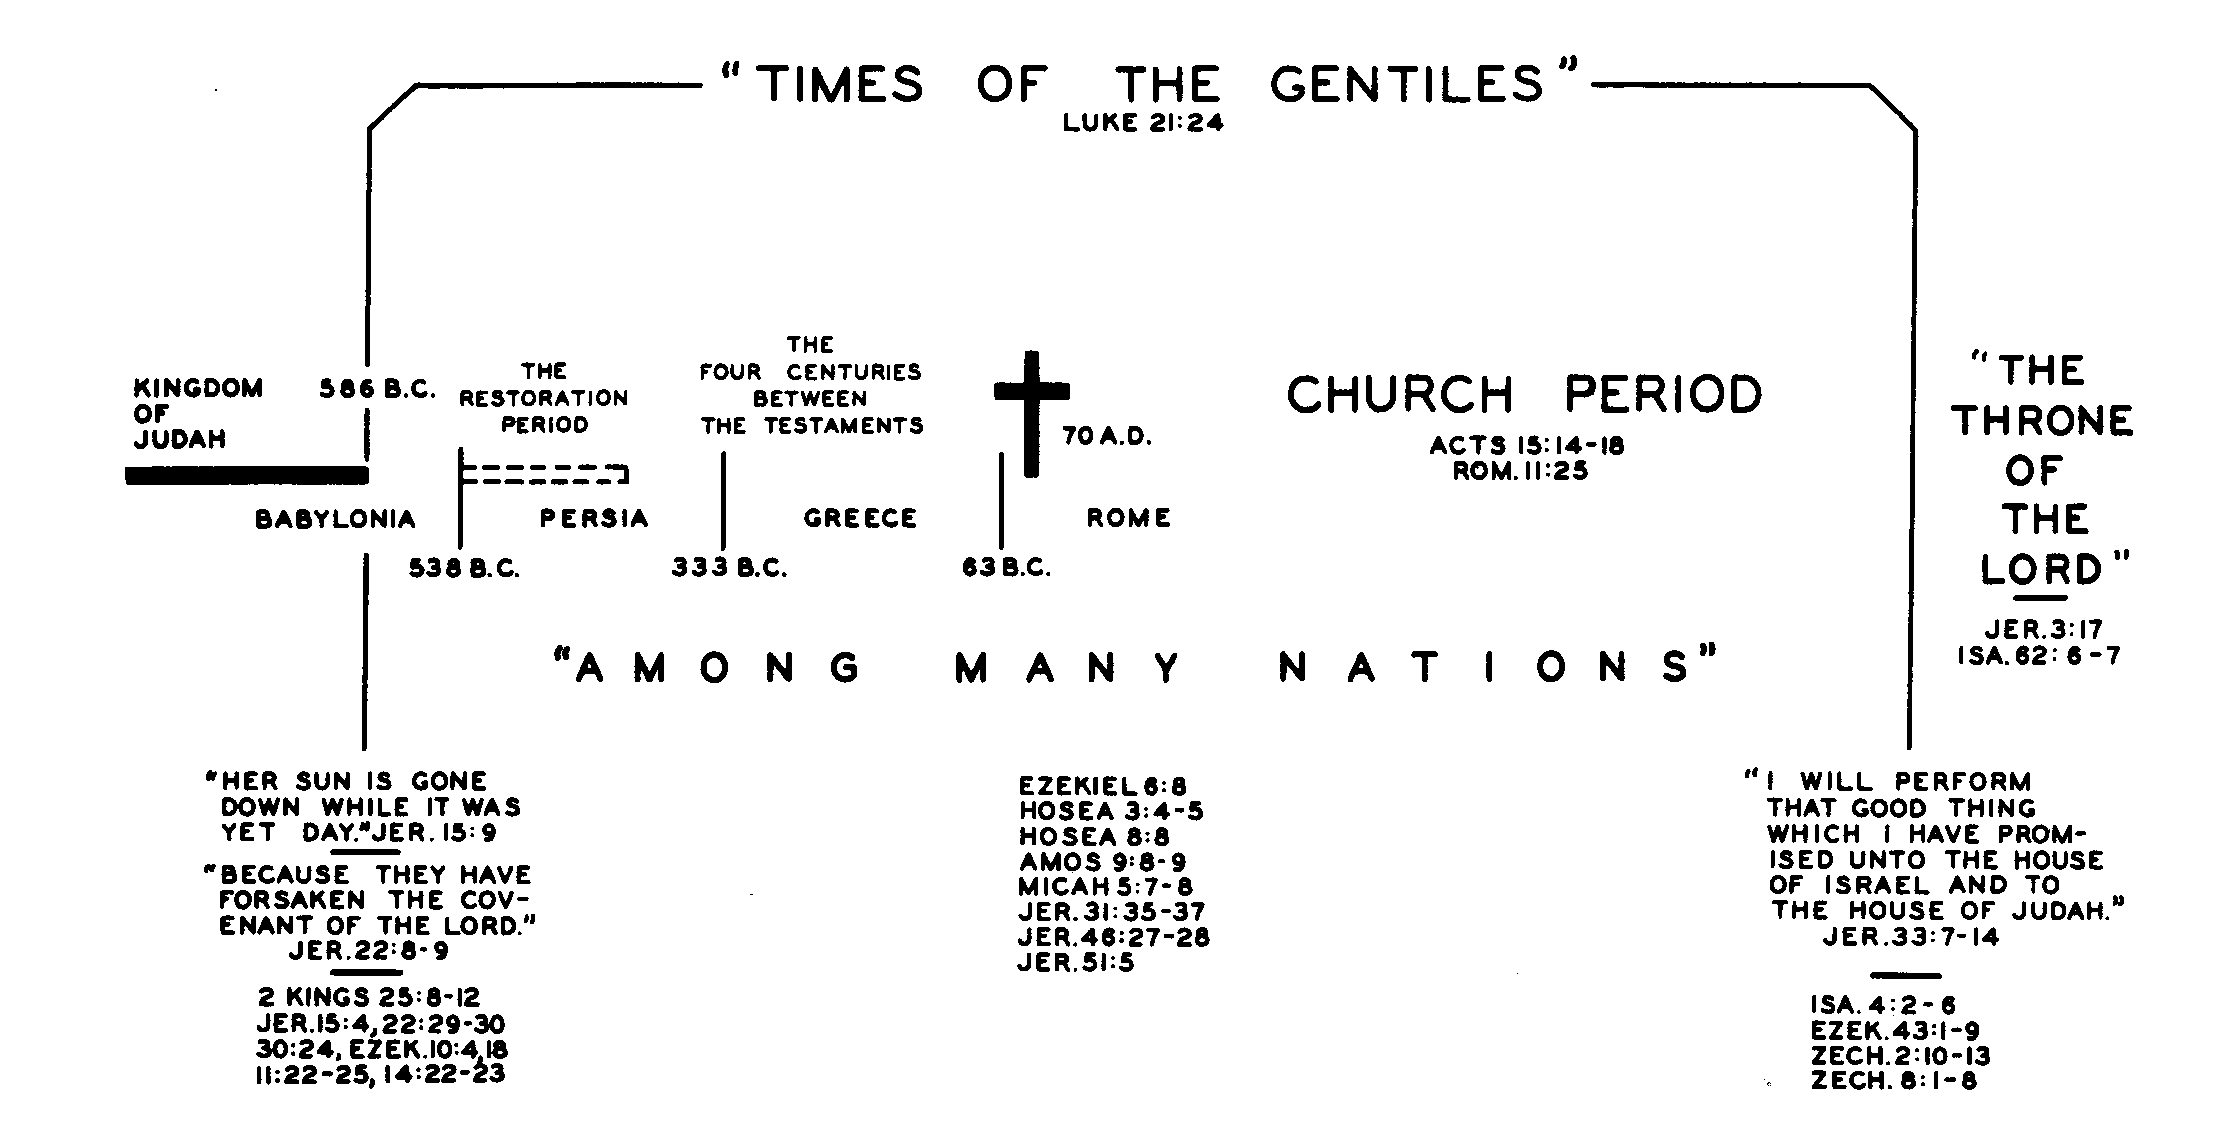 "TIMES OF THE GENTILES"
LUKE 21:24
KINGDOM
OF
JUDAH
586 B.C.
THE
RESTORATION
PERIOD
THE
FOUR CENTURIES
BETWEEN
THE TESTAMENTS
70 A.D.
CHURCH PERIOD
ACTS 15:14-18
ROM. 11:25
"THE
THRONE
OF
THE
LORD"
JER. 3:17
ISA. 62: 6-7
BABYLONIA
PERSIA
GREECE
ROME
538 B.C.
333 B.C.
63 B.C.
"AMONG MANY NATIONS"
"HER SUN IS GONE
DOWN WHILE IT WAS
YET DAY." JER. 15:9
"BECAUSE THEY HAVE
FORSAKEN THE COV-
ENANT OF THE LORD."
JER. 22:8-9
2 KINGS 25:8-12
JER. 15:4, 22:29-30
30:24, EZEK. 10:4,18
11:22-25, 14:22-23
EZEKIEL 6:8
HOSEA 3:4-5
HOSEA 8:8
AMOS 9:8-9
MICAH 5:7-8
JER. 31:35-37
JER. 46:27-28
JER. 51:5
"I WILL PERFORM
THAT GOOD THING
WHICH I HAVE PROM-
ISED UNTO THE HOUSE
OF ISRAEL AND TO
THE HOUSE OF JUDAH."
JER. 33:7-14
ISA. 4:2-6
EZEK. 43:1-9
ZECH. 2:10-13
ZECH. 8:1-8